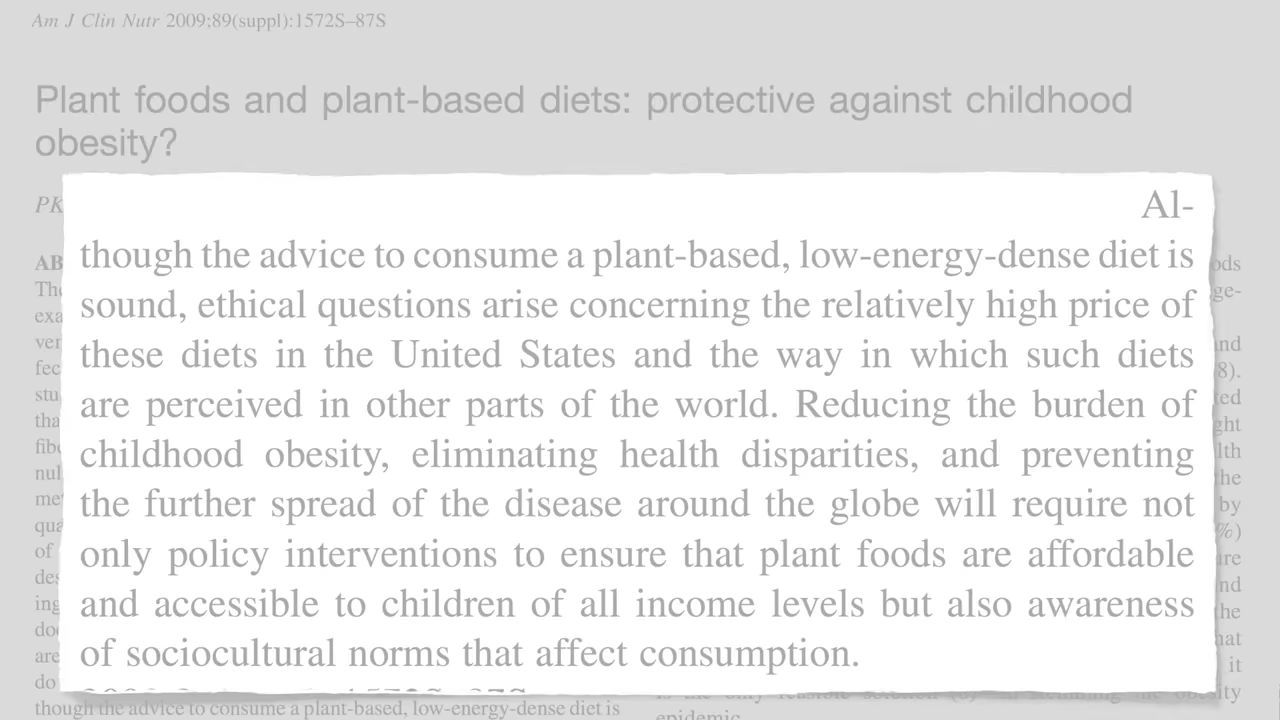 Am J Clin Nutr 2009;89(suppl):1572S–87S
Plant foods and plant-based diets: protective against childhood
obesity?
Al-
though the advice to consume a plant-based, low-energy-dense diet is
sound, ethical questions arise concerning the relatively high price of
these diets in the United States and the way in which such diets
are perceived in other parts of the world. Reducing the burden of
childhood obesity, eliminating health disparities, and preventing
the further spread of the disease around the globe will require not
only policy interventions to ensure that plant foods are affordable
and accessible to children of all income levels but also awareness
of sociocultural norms that affect consumption.
though the advice to consume a plant-based, low-energy-dense diet is
epidemic